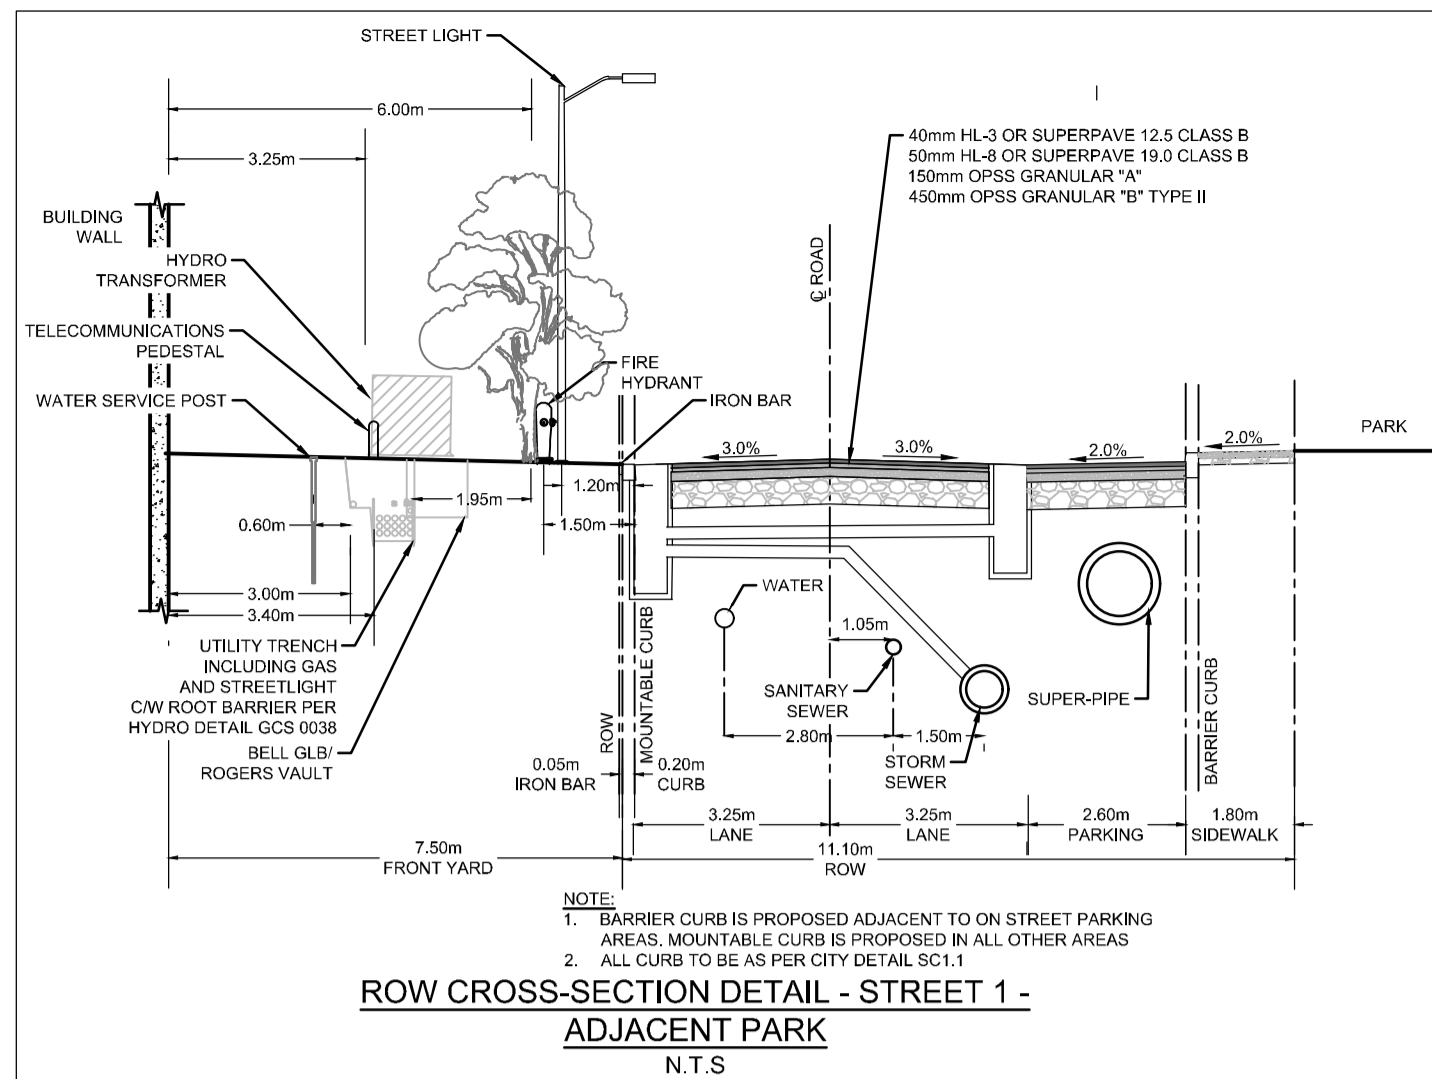 STREET LIGHT
6.00m
3.25m
40mm HL-3 OR SUPERPAVE 12.5 CLASS B
50mm HL-8 OR SUPERPAVE 19.0 CLASS B
150mm OPSS GRANULAR "A"
450mm OPSS GRANULAR "B" TYPE II
BUILDING
WALL
HYDRO
TRANSFORMER
℄ ROAD
TELECOMMUNICATIONS
PEDESTAL
FIRE
HYDRANT
WATER SERVICE POST
IRON BAR
PARK
3.0%
3.0%
2.0%
2.0%
1.20m
1.95m
1.50m
0.60m
3.00m
3.40m
WATER
1.05m
UTILITY TRENCH
INCLUDING GAS
AND STREETLIGHT
C/W ROOT BARRIER PER
HYDRO DETAIL GCS 0038
BELL GLB/
ROGERS VAULT
ROW
MOUNTABLE CURB
SANITARY
SEWER
SUPER-PIPE
BARRIER CURB
2.80m
1.50m
STORM
SEWER
0.05m
IRON BAR
0.20m
CURB
3.25m
LANE
3.25m
LANE
2.60m
PARKING
1.80m
SIDEWALK
7.50m
FRONT YARD
11.10m
ROW
NOTE:
1. BARRIER CURB IS PROPOSED ADJACENT TO ON STREET PARKING
AREAS. MOUNTABLE CURB IS PROPOSED IN ALL OTHER AREAS
2. ALL CURB TO BE AS PER CITY DETAIL SC1.1
ROW CROSS-SECTION DETAIL - STREET 1 -
ADJACENT PARK
N.T.S